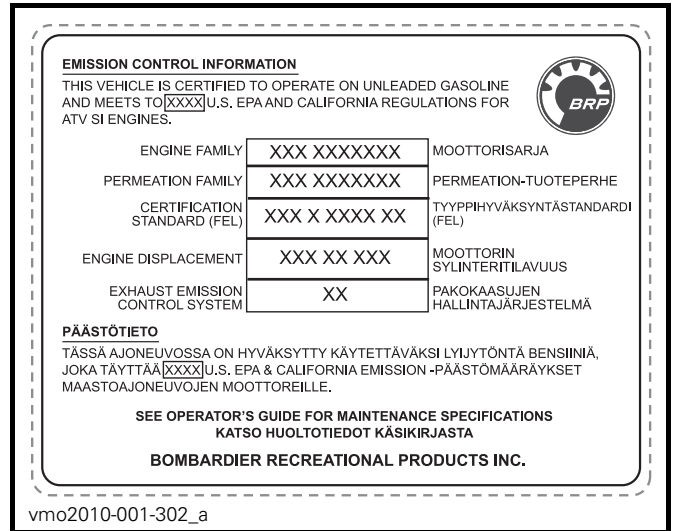 EMISSION CONTROL INFORMATION
THIS VEHICLE IS CERTIFIED TO OPERATE ON UNLEADED GASOLINE
AND MEETS TO XXXX U.S. EPA AND CALIFORNIA REGULATIONS FOR
ATV SI ENGINES.
BRP
ENGINE FAMILY XXX XXXXXXX MOOTTORISARJA
PERMEATION FAMILY XXX XXXXXXX PERMEATION-TUOTEPERHE
CERTIFICATION
STANDARD (FEL) XXX X XXXX XX TYYPPIHYVÄKSYNTÄSTANDARDI
(FEL)
ENGINE DISPLACEMENT XXX XX XXX MOOTTORIN
SYLINTERITILAVUUS
EXHAUST EMISSION
CONTROL SYSTEM XX PAKOKAASUJEN
HALLINTAJÄRJESTELMÄ
PÄÄSTÖTIETO
TÄSSÄ AJONEUVOSSA ON HYVÄKSYTTY KÄYTETTÄVÄKSI LYIJYTÖNTÄ BENSIINIÄ,
JOKA TÄYTTÄÄ XXXX U.S. EPA & CALIFORNIA EMISSION -PÄÄSTÖMÄÄRÄYKSET
MAASTOAJONEUVOJEN MOOTTOREILLE.
SEE OPERATOR'S GUIDE FOR MAINTENANCE SPECIFICATIONS
KATSO HUOLTOTIEDOT KÄSIKIRJASTA
BOMBARDIER RECREATIONAL PRODUCTS INC.
vmo2010-001-302_a